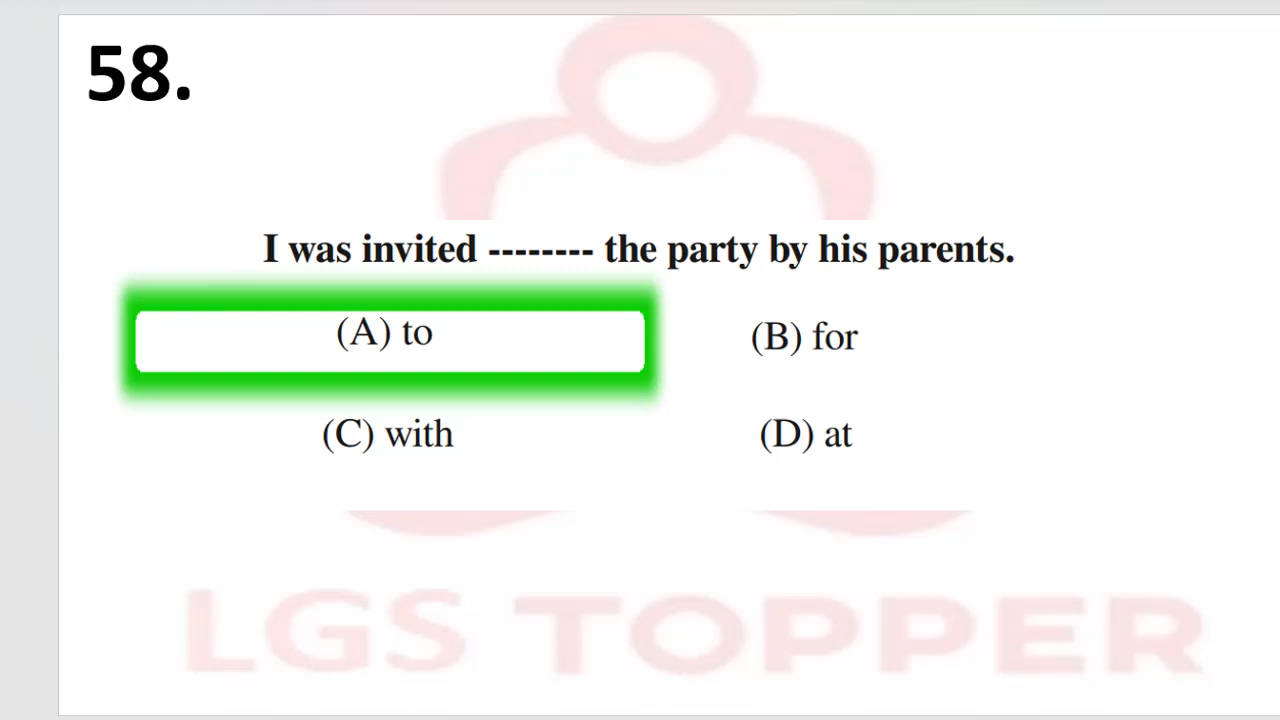 58.
I was invited -------- the party by his parents.
(A) to
(B) for
(C) with
(D) at
LGS TOPPER